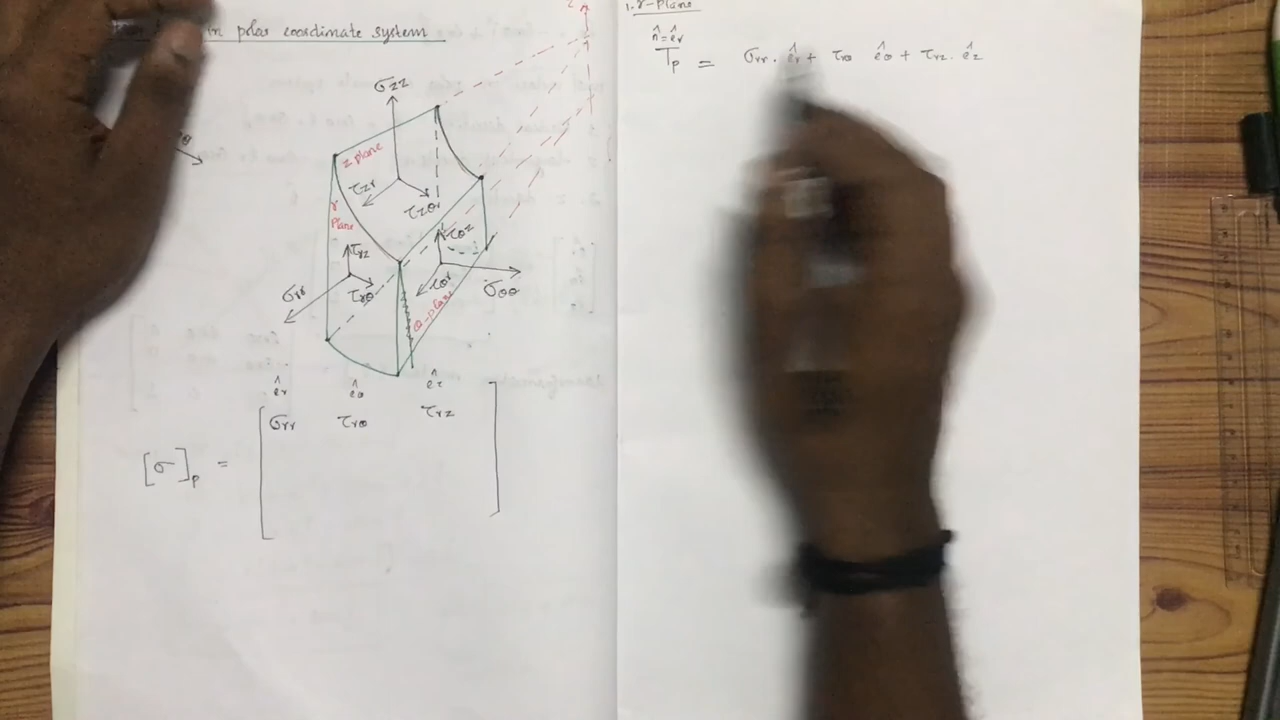 in polar coordinate system
θ
σzz
z plane
τzr
τzθ
r
Plane
τrz
τrθ
σrr
τθz
τθr
σθθ
θ-plane
êr êθ êz
σrr τrθ τrz
[σ]p =
z
1. r-plane
n̂=êr
Tp = σrr. êr + τrθ êθ + τrz. êz